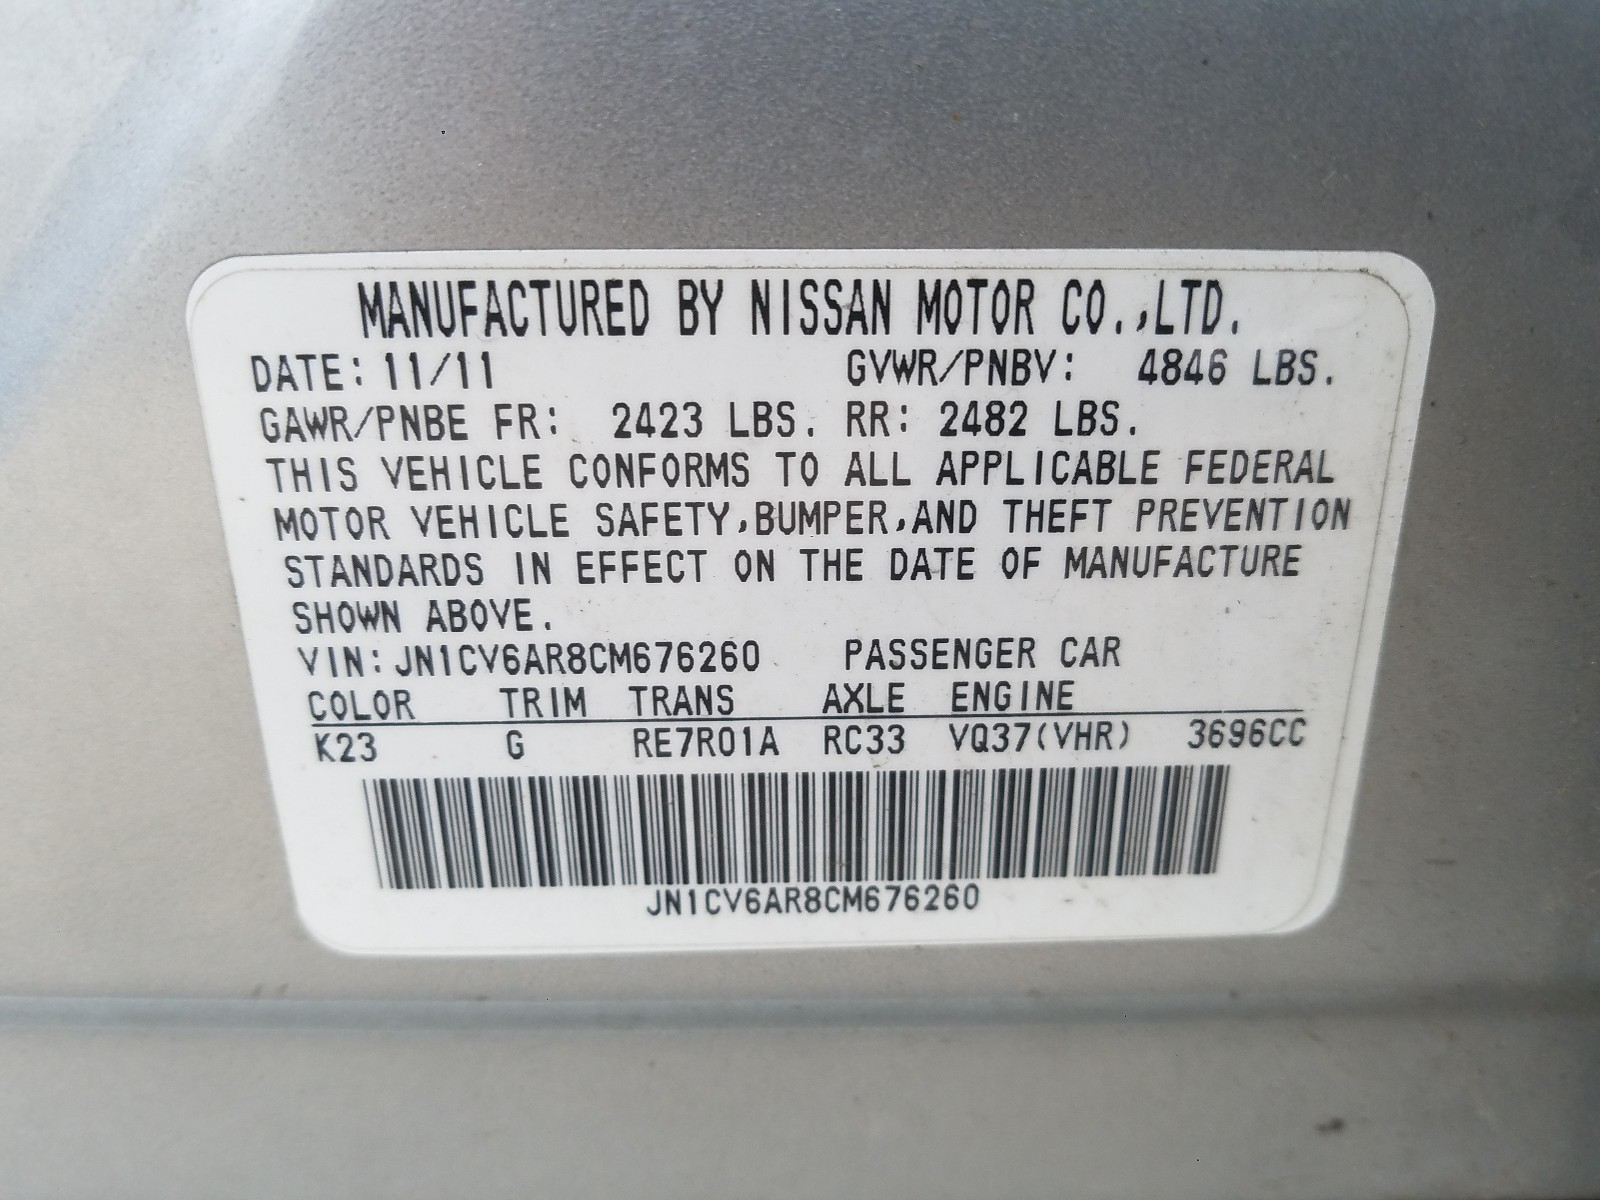 MANUFACTURED BY NISSAN MOTOR CO.,LTD.
DATE: 11/11 GVWR/PNBV: 4846 LBS.
GAWR/PNBE FR: 2423 LBS. RR: 2482 LBS.
THIS VEHICLE CONFORMS TO ALL APPLICABLE FEDERAL
MOTOR VEHICLE SAFETY,BUMPER,AND THEFT PREVENTION
STANDARDS IN EFFECT ON THE DATE OF MANUFACTURE
SHOWN ABOVE.
VIN: JN1CV6AR8CM676260 PASSENGER CAR
COLOR TRIM TRANS AXLE ENGINE
K23 G RE7R01A RC33 VQ37(VHR) 3696CC
JN1CV6AR8CM676260